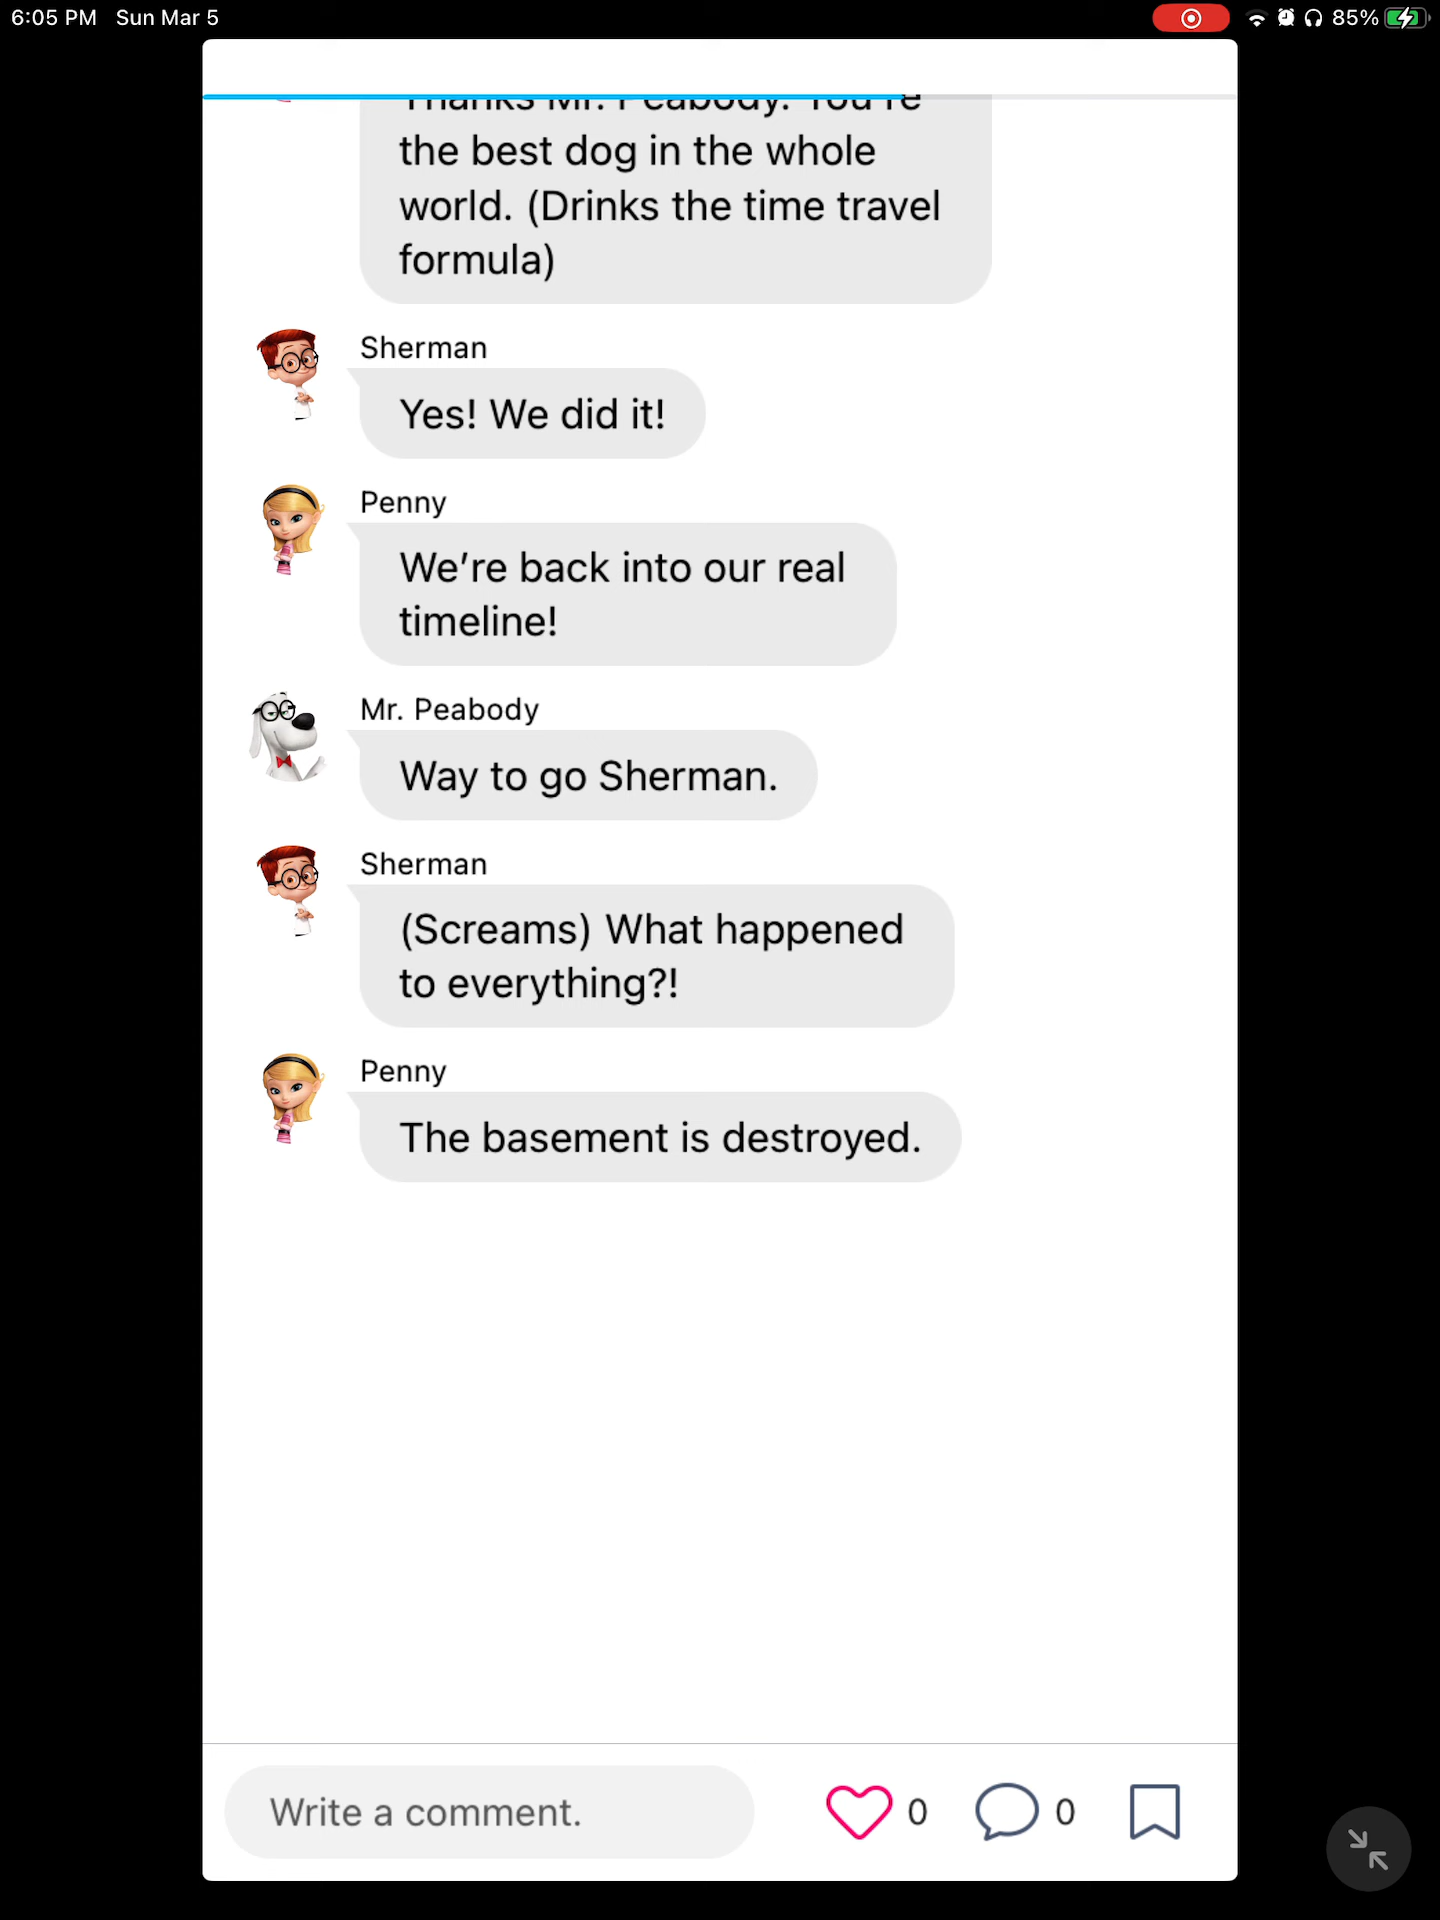 6:05 PM Sun Mar 5
85%
Thanks Mr. Peabody. You're
the best dog in the whole
world. (Drinks the time travel
formula)
Sherman
Yes! We did it!
Penny
We’re back into our real
timeline!
Mr. Peabody
Way to go Sherman.
Sherman
(Screams) What happened
to everything?!
Penny
The basement is destroyed.
Write a comment.
0
0